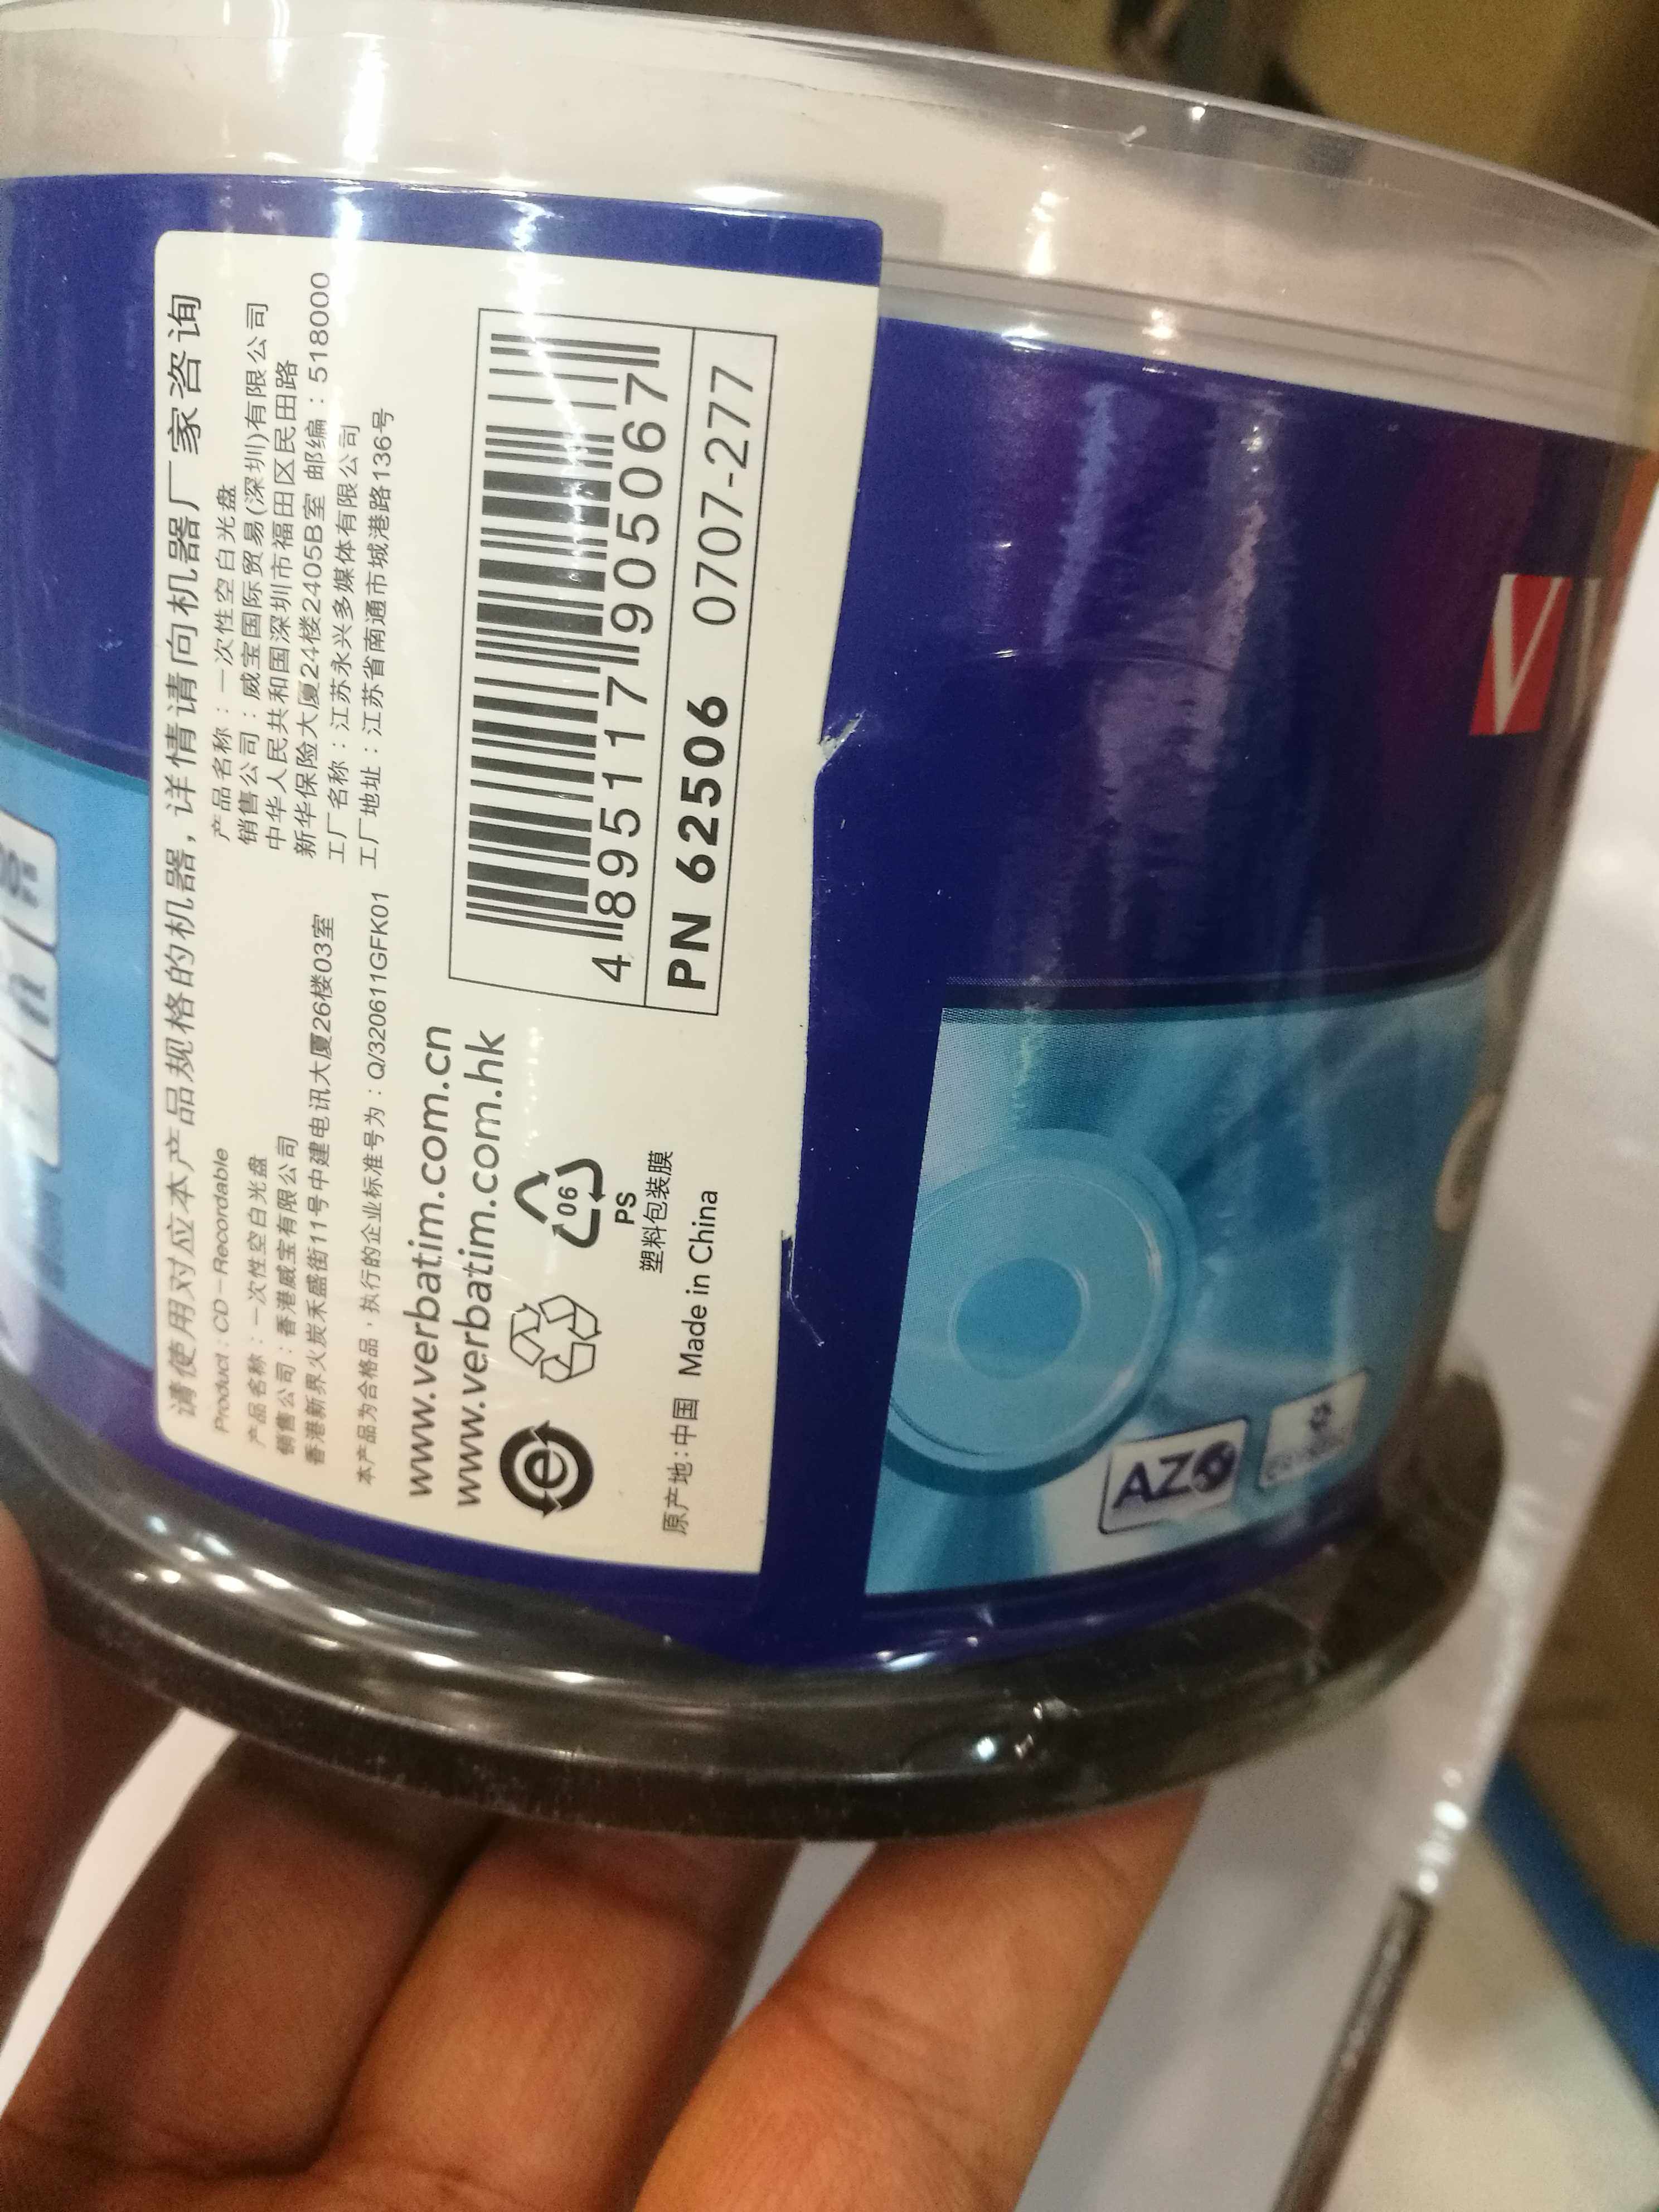 请使用对应本产品规格的机器，详情请向机器厂家咨询
Product : CD-Recordable
产品名称：一次性空白光盘
销售公司：香港威宝有限公司
香港新界火炭禾盛街11号中建电讯大厦26楼03室
产品名称：一次性空白光盘
销售公司：威宝国际贸易(深圳)有限公司
中华人民共和国深圳市福田区民田路
新华保险大厦24楼2405B室 邮编：518000
工厂名称：江苏永兴多媒体有限公司
工厂地址：江苏省南通市城港路136号
本产品为合格品，执行的企业标准号为：Q/320611GFK01
www.verbatim.com.cn
www.verbatim.com.hk
e
06
PS
塑料包装膜
原产地:中国 Made in China
4 895117 905067
PN 62506 0707-277
AZO